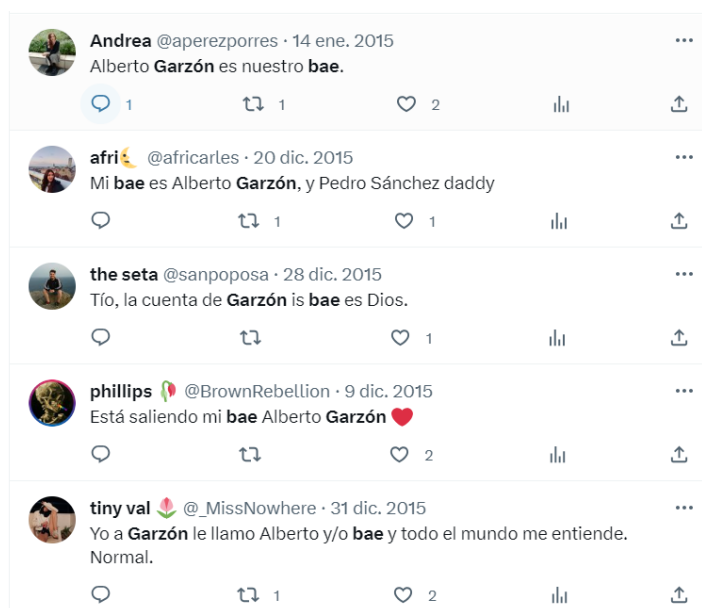 Andrea @aperezporres · 14 ene. 2015
Alberto Garzón es nuestro bae.
1 1 2
afri @africarles · 20 dic. 2015
Mi bae es Alberto Garzón, y Pedro Sánchez daddy
1 1
the seta @sanpoposa · 28 dic. 2015
Tío, la cuenta de Garzón is bae es Dios.
1
phillips @BrownRebellion · 9 dic. 2015
Está saliendo mi bae Alberto Garzón
2
tiny val @_MissNowhere · 31 dic. 2015
Yo a Garzón le llamo Alberto y/o bae y todo el mundo me entiende.
Normal.
1 2